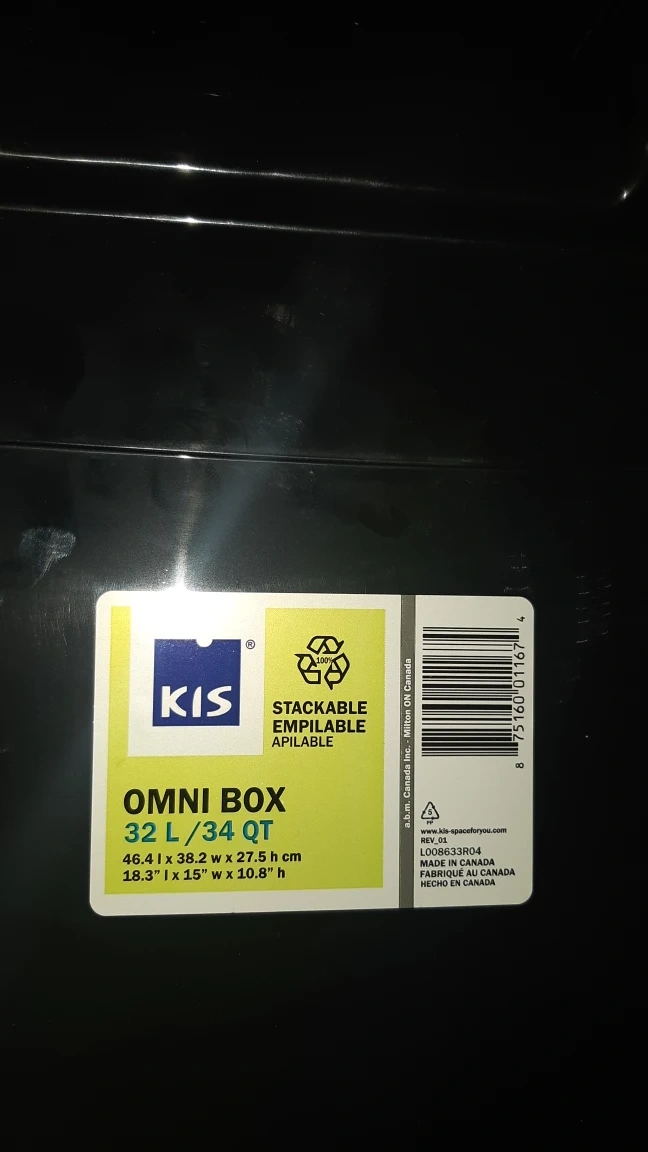 KIS®
100%
STACKABLE
EMPILABLE
APILABLE
OMNI BOX
32 L / 34 QT
46.4 l x 38.2 w x 27.5 h cm
18.3" l x 15" w x 10.8" h
a.b.m. Canada Inc. - Milton ON Canada
8 75160 01167 4
5
PP
www.kis-spaceforyou.com
REV_01
L008633R04
MADE IN CANADA
FABRIQUÉ AU CANADA
HECHO EN CANADA